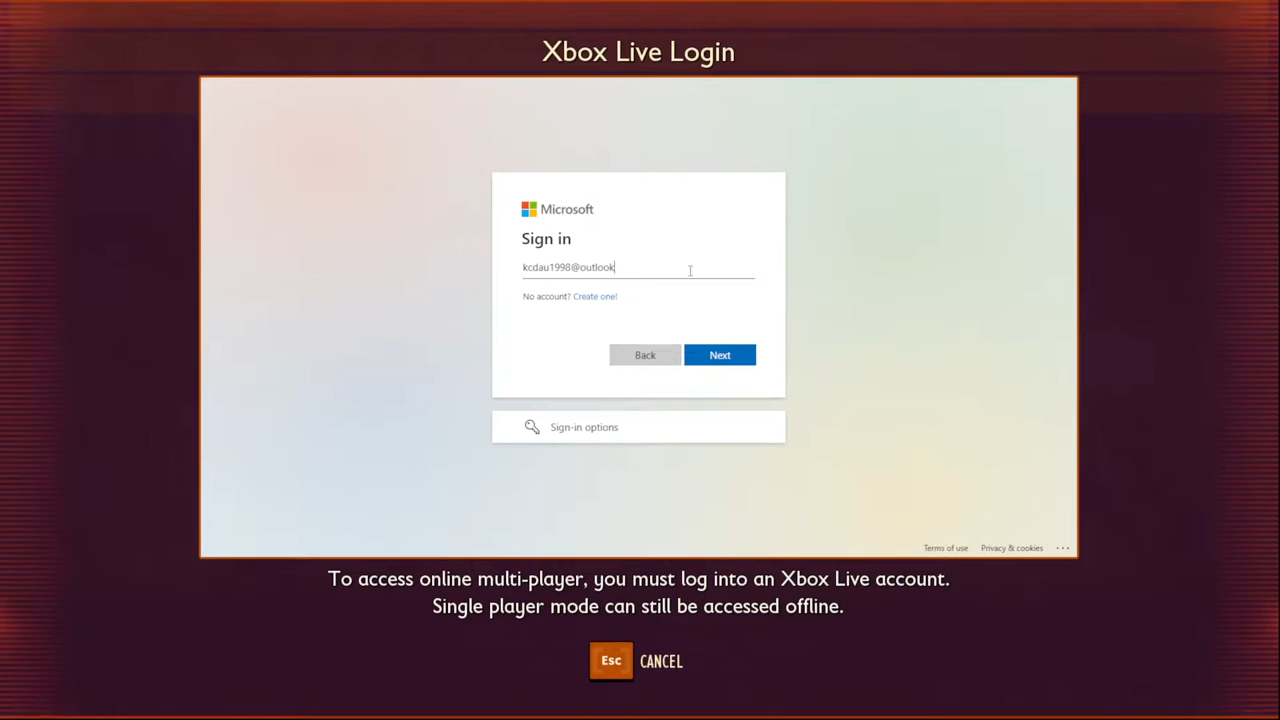 Xbox Live Login
Microsoft
Sign in
kcdau1998@outlook
No account? Create one!
Back
Next
Sign-in options
Terms of use
Privacy & cookies
To access online multi-player, you must log into an Xbox Live account.
Single player mode can still be accessed offline.
Esc CANCEL